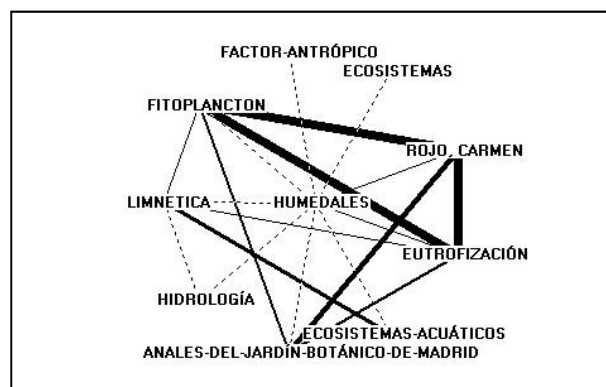 FACTOR-ANTRÓPICO
ECOSISTEMAS
FITOPLANCTON
ROJO, CARMEN
LIMNETICA
HUMEDALES
EUTROFIZACIÓN
HIDROLOGÍA
ECOSISTEMAS-ACUÁTICOS
ANALES-DEL-JARDÍN-BOTÁNICO-DE-MADRID